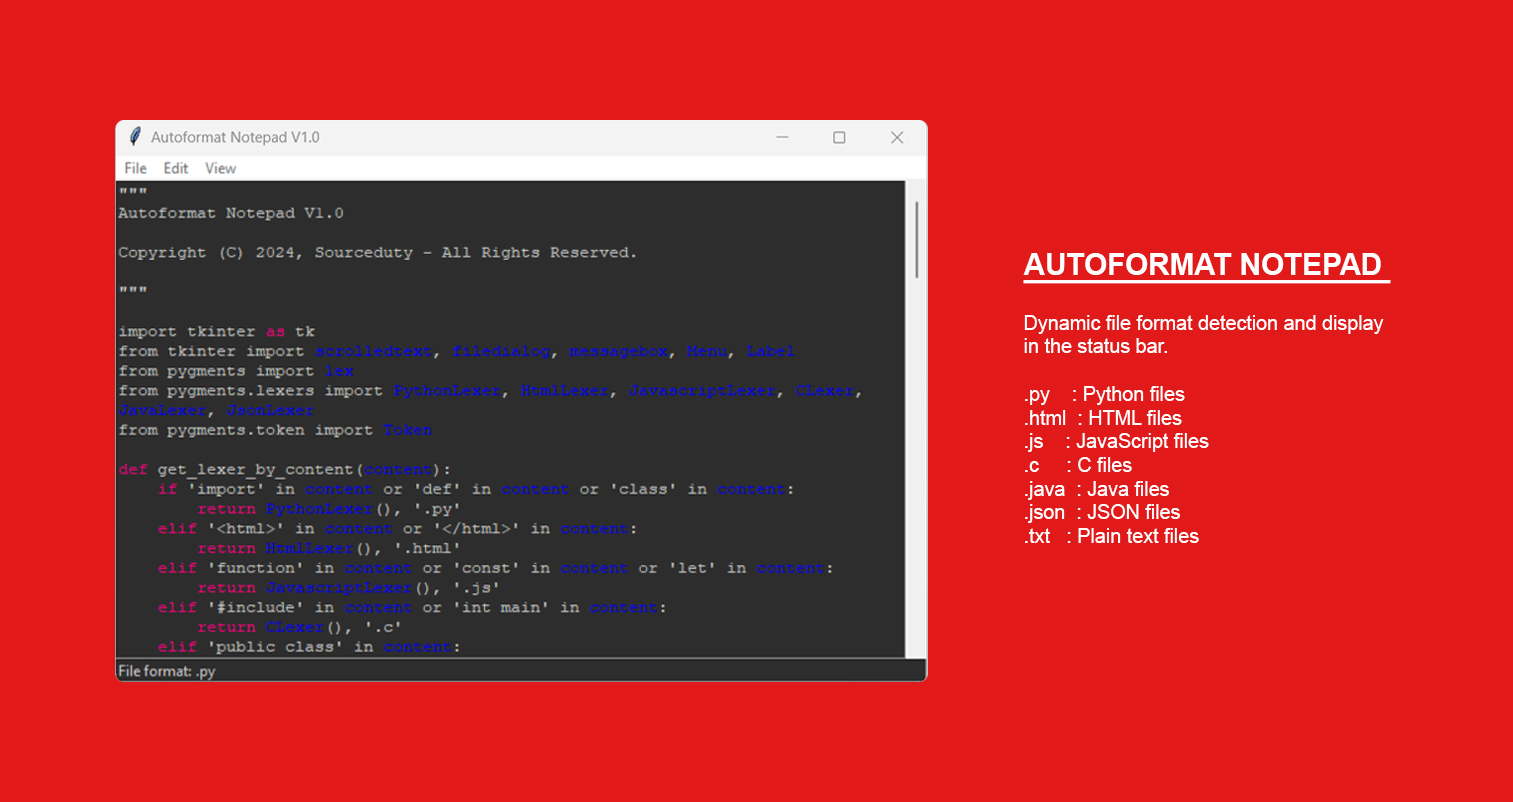 Autoformat Notepad V1.0
File Edit View
"""
Autoformat Notepad V1.0
Copyright (C) 2024, Sourceduty - All Rights Reserved.
"""
import tkinter as tk
from tkinter import scrolledtext, filedialog, messagebox, Menu, Label
from pygments import lex
from pygments.lexers import PythonLexer, HtmlLexer, JavascriptLexer, CLexer,
JavaLexer, JsonLexer
from pygments.token import Token
def get_lexer_by_content(content):
    if 'import' in content or 'def' in content or 'class' in content:
        return PythonLexer(), '.py'
    elif '<html>' in content or '</html>' in content:
        return HtmlLexer(), '.html'
    elif 'function' in content or 'const' in content or 'let' in content:
        return JavascriptLexer(), '.js'
    elif '#include' in content or 'int main' in content:
        return CLexer(), '.c'
    elif 'public class' in content:
File format: .py
AUTOFORMAT NOTEPAD
Dynamic file format detection and display
in the status bar.
.py : Python files
.html : HTML files
.js : JavaScript files
.c : C files
.java : Java files
.json : JSON files
.txt : Plain text files